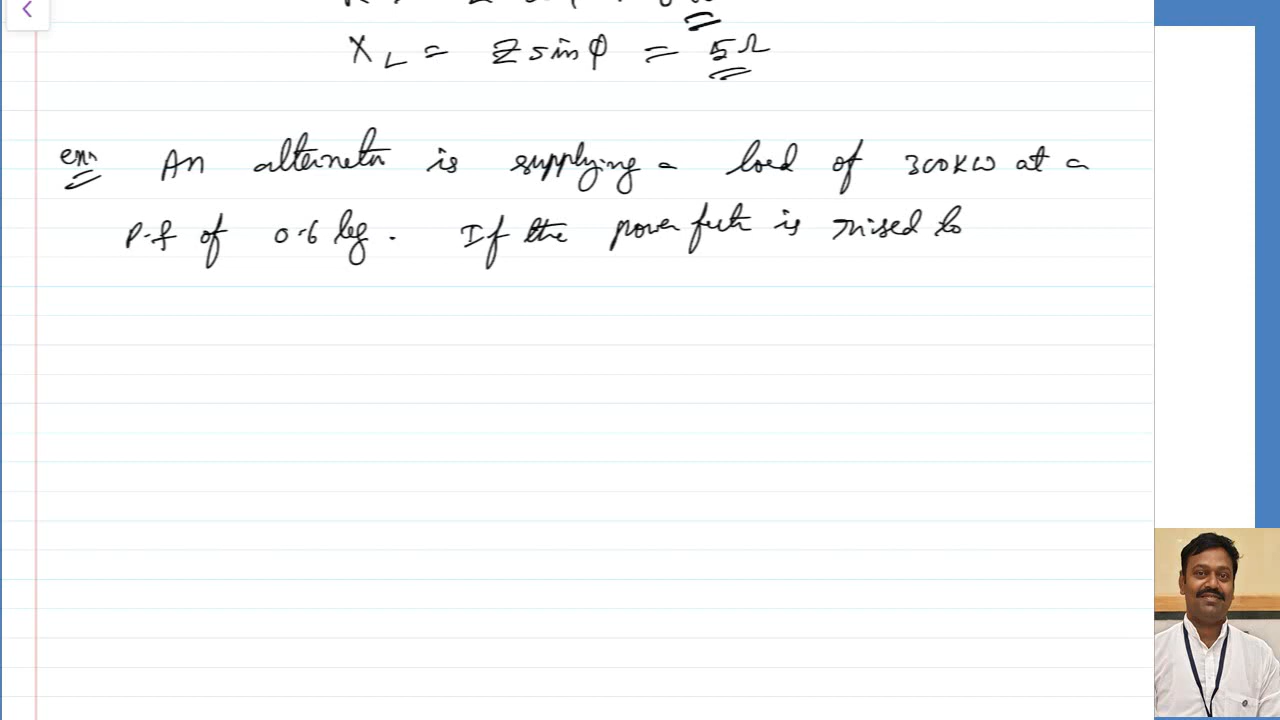 X_L = Z sin φ = 5Ω
ex:- An alternator is supplying a load of 300KW at a
P.f of 0.6 lag. If the power factor is raised to